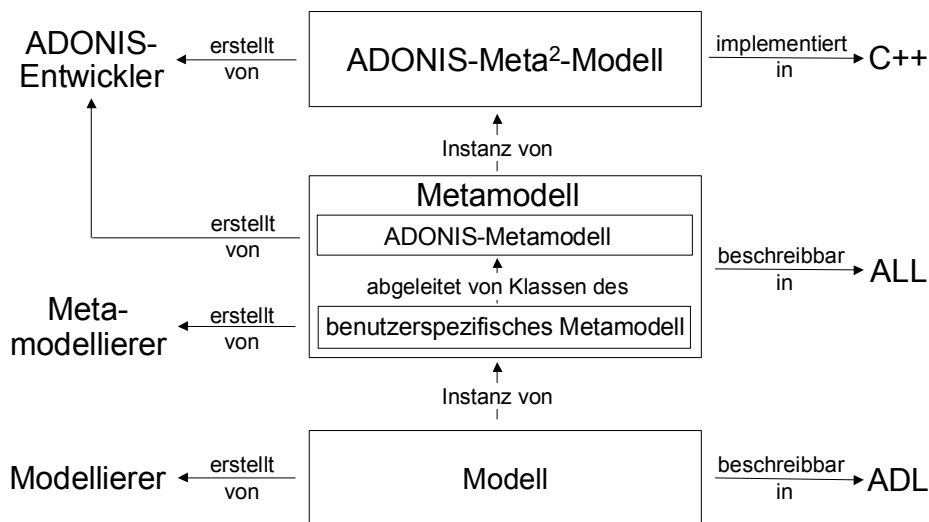 ADONIS-
Entwickler
erstellt
von
ADONIS-Meta²-Modell
implementiert
in
C++
Instanz von
Metamodell
erstellt
von
ADONIS-Metamodell
beschreibbar
in
ALL
abgeleitet von Klassen des
Meta-
modellierer
erstellt
von
benutzerspezifisches Metamodell
Instanz von
Modellierer
erstellt
von
Modell
beschreibbar
in
ADL